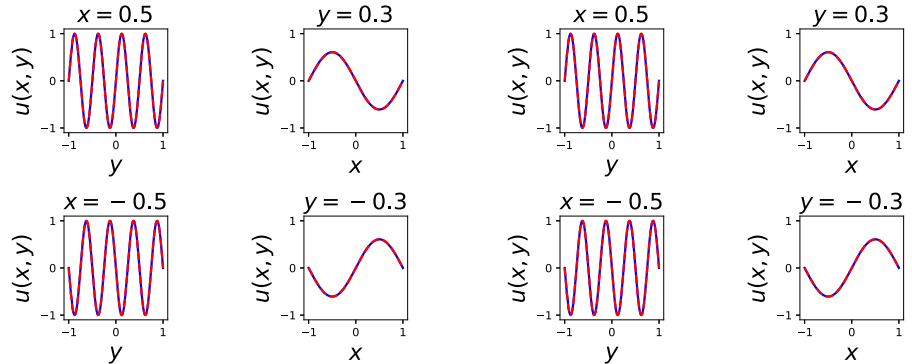 x = 0.5
u(x, y)
1
0
−1
−1 0 1
y
y = 0.3
u(x, y)
1
0
−1
−1 0 1
x
x = 0.5
u(x, y)
1
0
−1
−1 0 1
y
y = 0.3
u(x, y)
1
0
−1
−1 0 1
x
x = −0.5
u(x, y)
1
0
−1
−1 0 1
y
y = −0.3
u(x, y)
1
0
−1
−1 0 1
x
x = −0.5
u(x, y)
1
0
−1
−1 0 1
y
y = −0.3
u(x, y)
1
0
−1
−1 0 1
x